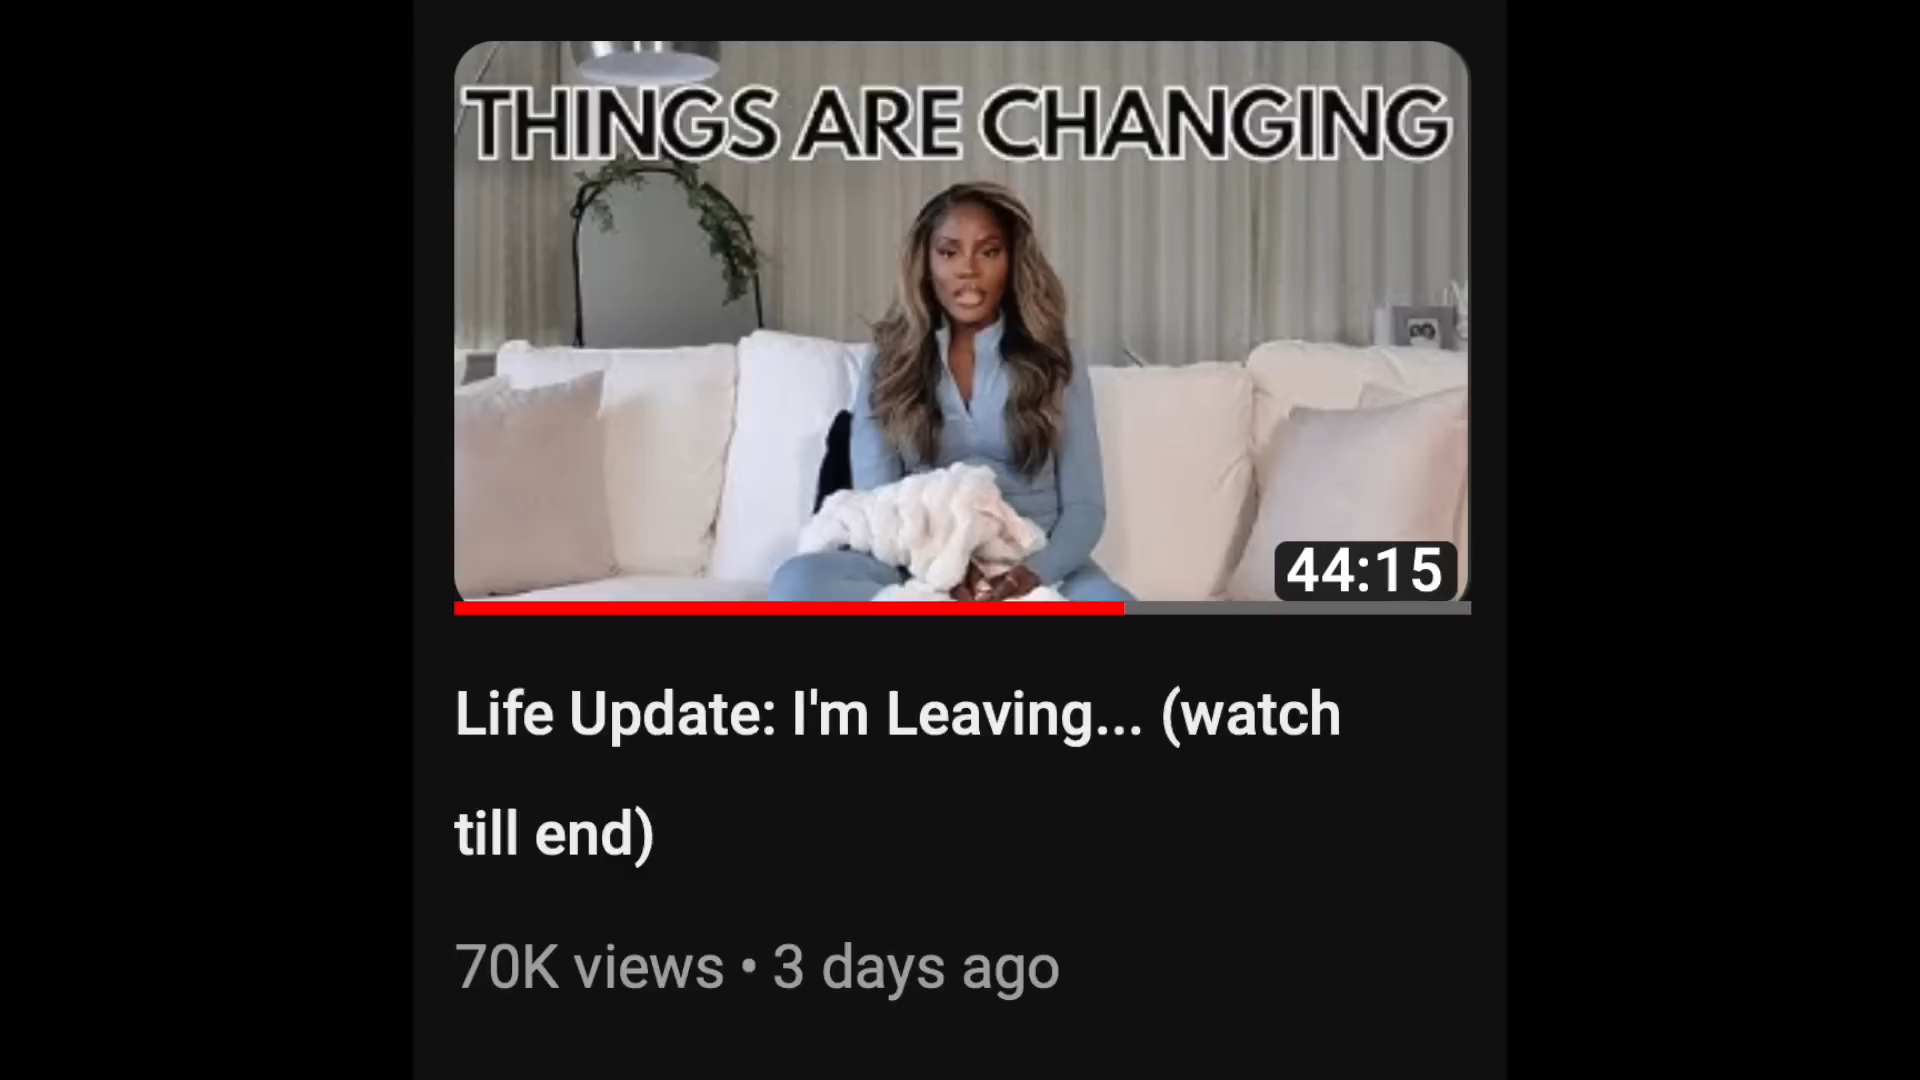 THINGS ARE CHANGING
44:15
Life Update: I'm Leaving... (watch
till end)
70K views • 3 days ago